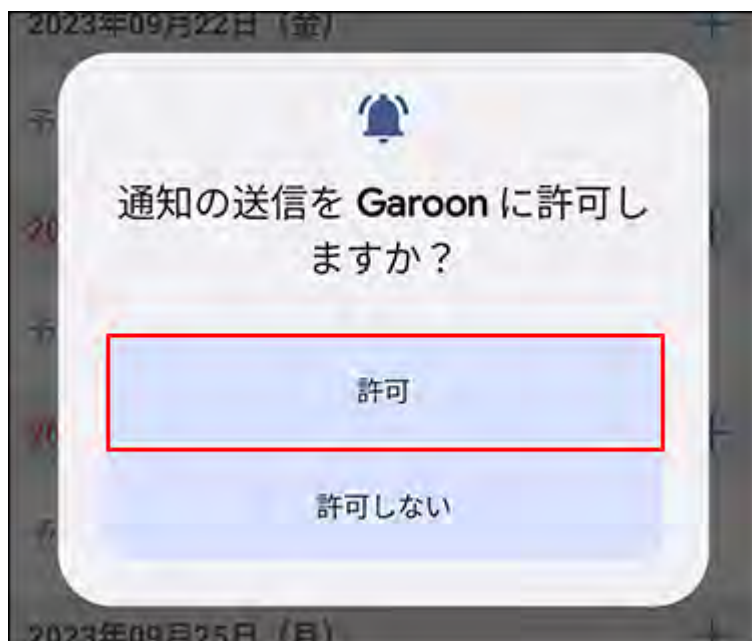 2023年09月22日（金）
通知の送信を Garoon に許可し
ますか？
許可
許可しない
2023年09月25日（月）